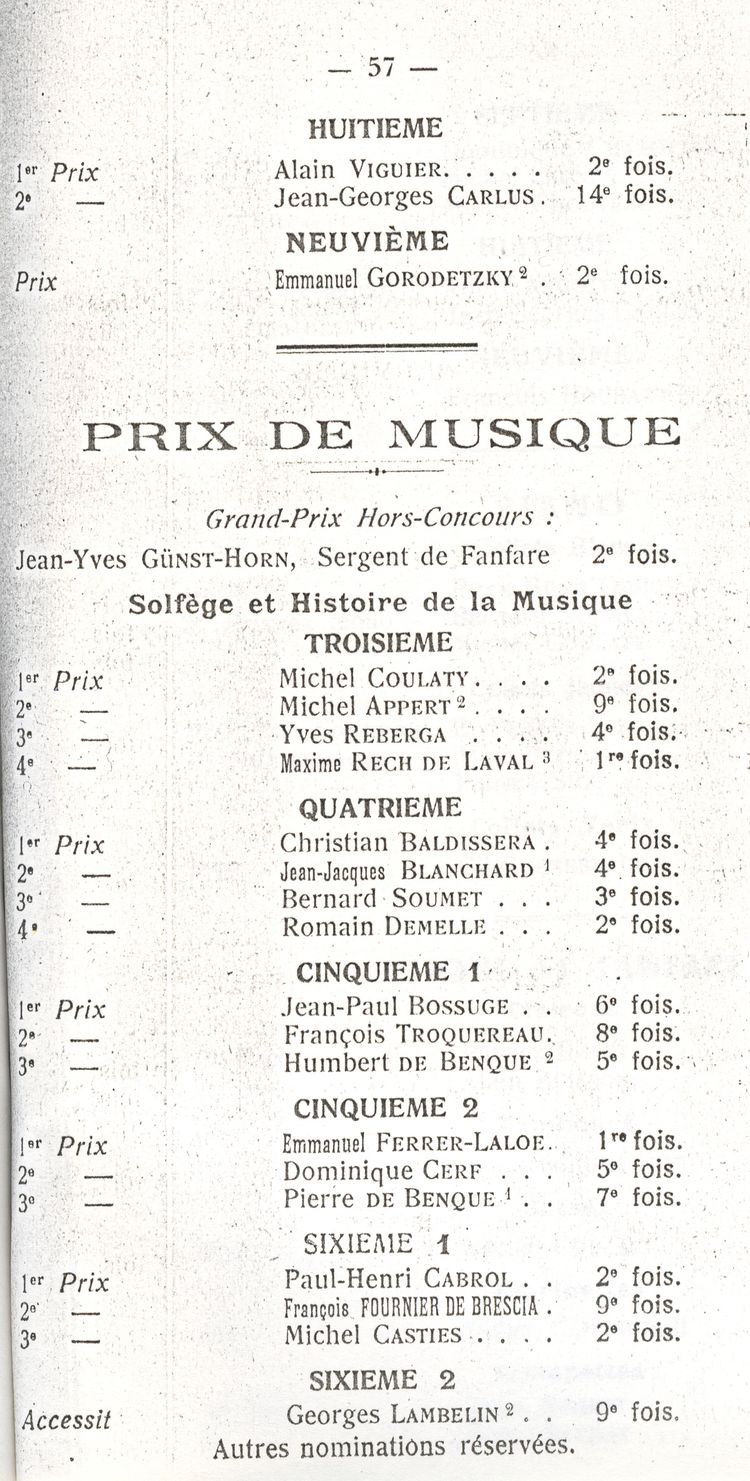 — 57 —
HUITIEME
1er Prix Alain VIGUIER. . . . . 2e fois.
2e — Jean-Georges CARLUS. 14e fois.
NEUVIÈME
Prix Emmanuel GORODETZKY 2 . 2e fois.
PRIX DE MUSIQUE
Grand-Prix Hors-Concours :
Jean-Yves GÜNST-HORN, Sergent de Fanfare 2e fois.
Solfège et Histoire de la Musique
TROISIEME
1er Prix Michel COULATY. . . . 2e fois.
2e — Michel APPERT 2 . . . . 9e fois.
3e — Yves REBERGA . . . . 4e fois.
4e — Maxime RECH DE LAVAL 3 1re fois.
QUATRIEME
1er Prix Christian BALDISSERA . 4e fois.
2e — Jean-Jacques BLANCHARD 1 4e fois.
3e — Bernard SOUMET . . . 3e fois.
4e — Romain DEMELLE . . . 2e fois.
CINQUIEME 1
1er Prix Jean-Paul BOSSUGE . . 6e fois.
2e — François TROQUEREAU. 8e fois.
3e — Humbert DE BENQUE 2 5e fois.
CINQUIEME 2
1er Prix Emmanuel FERRER-LALOE. 1re fois.
2e — Dominique CERF . . . 5e fois.
3e — Pierre DE BENQUE 1 . . 7e fois.
SIXIEME 1
1er Prix Paul-Henri CABROL . . 2e fois.
2e — François FOURNIER DE BRESCIA . 9e fois.
3e — Michel CASTIES . . . . 2e fois.
SIXIEME 2
Accessit Georges LAMBELIN 2 . . 9e fois.
Autres nominations réservées.